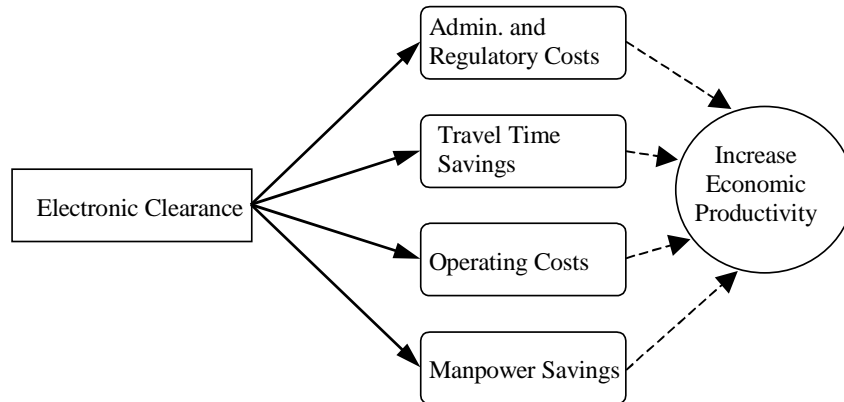 Admin. and
Regulatory Costs
Travel Time
Savings
Electronic Clearance
Operating Costs
Manpower Savings
Increase
Economic
Productivity